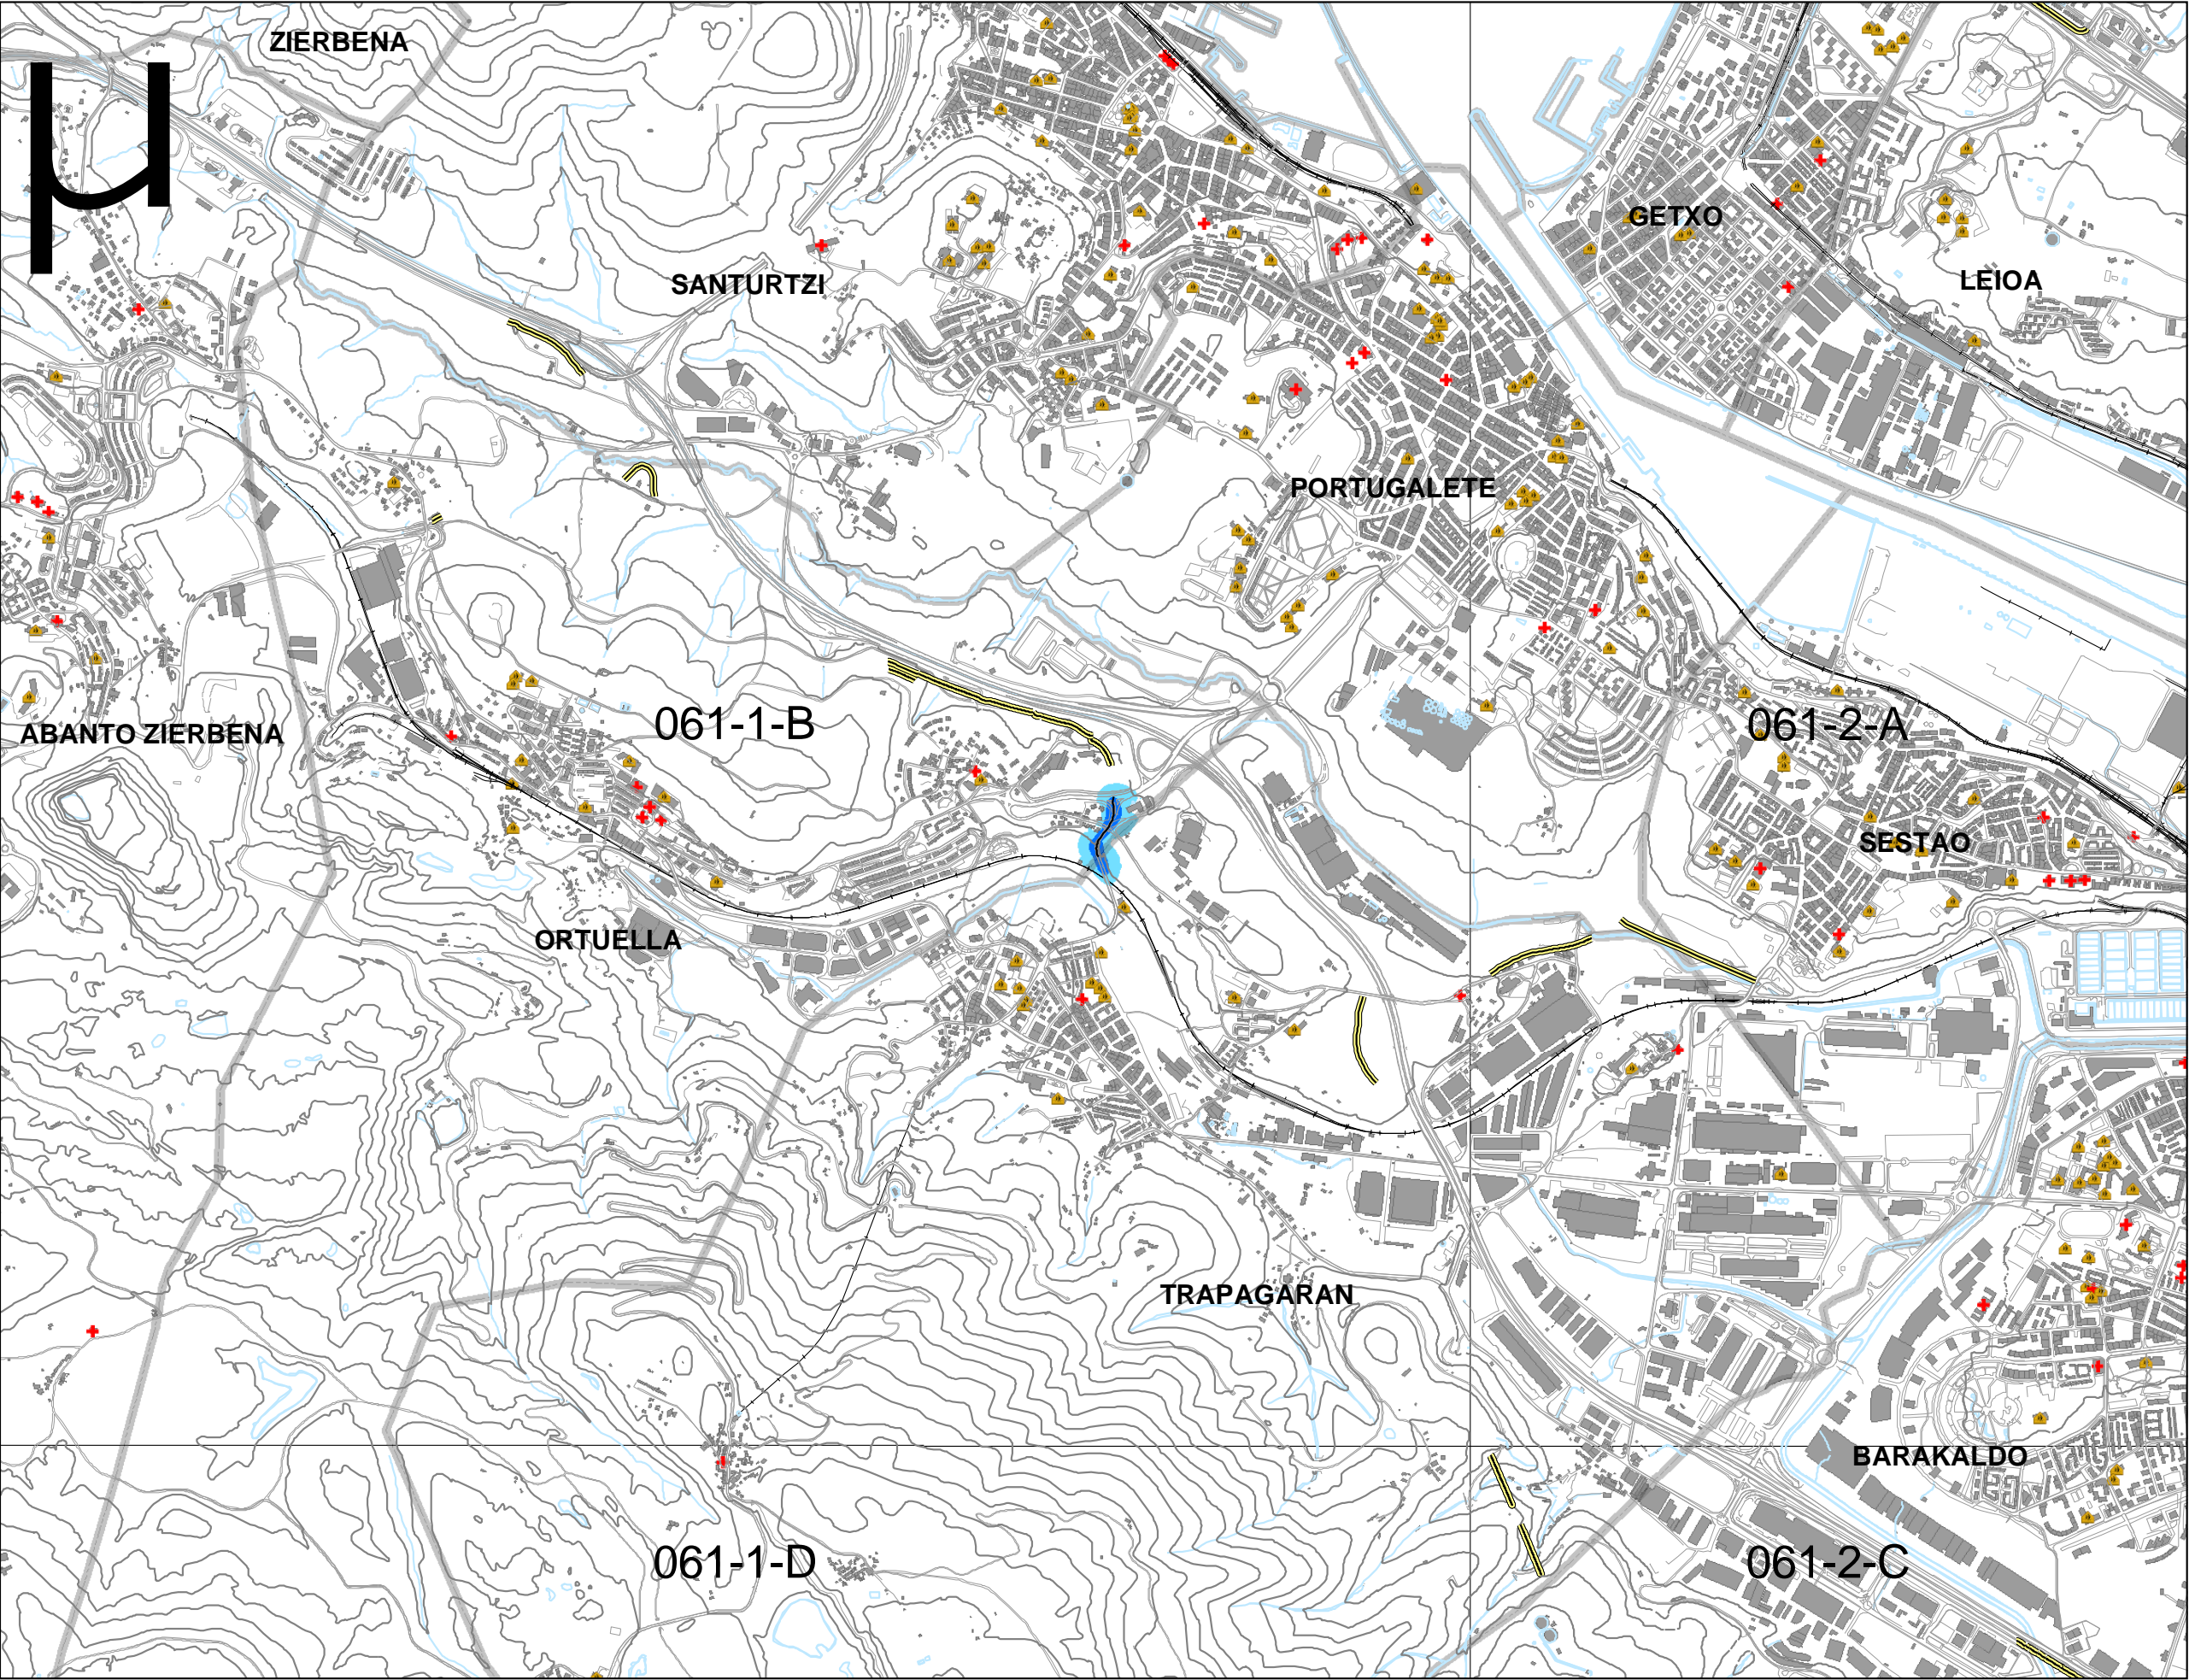 ZIERBENA
µ
GETXO
SANTURTZI
LEIOA
PORTUGALETE
061-1-B
061-2-A
ABANTO ZIERBENA
SESTAO
ORTUELLA
TRAPAGARAN
BARAKALDO
061-1-D
061-2-C